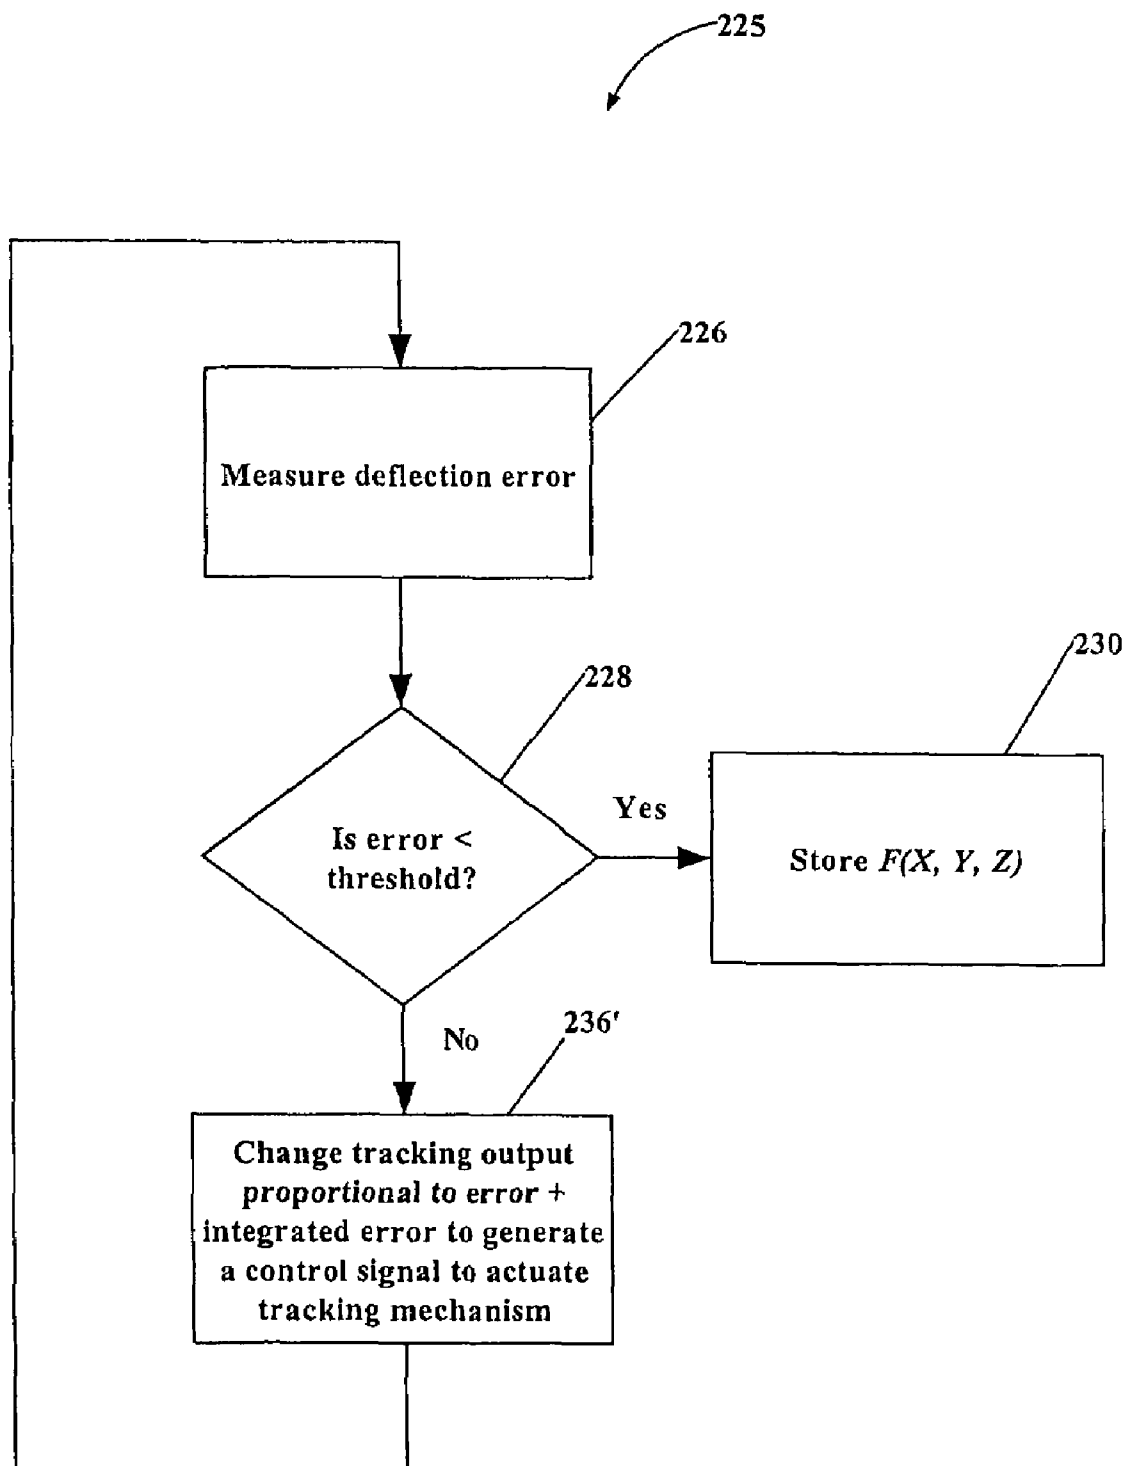 225
226
Measure deflection error
230
228
Yes
Is error <
threshold?
Store F(X, Y, Z)
No
236'
Change tracking output
proportional to error +
integrated error to generate
a control signal to actuate
tracking mechanism